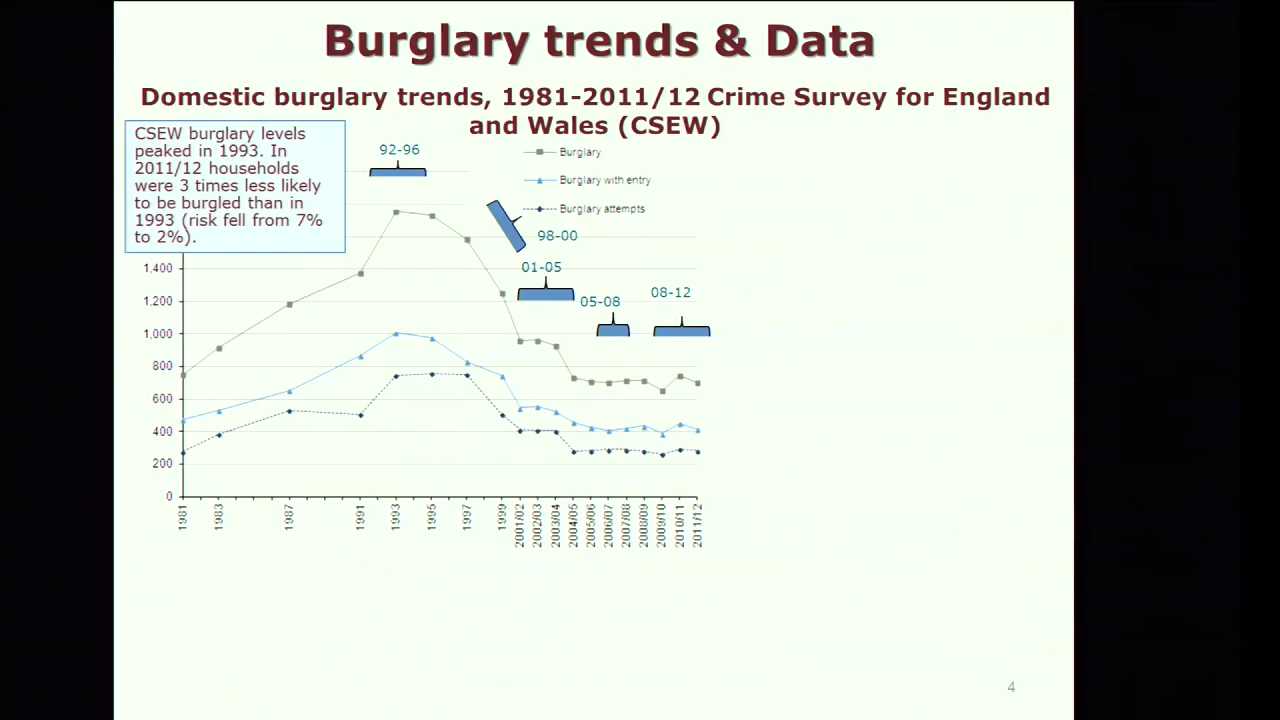 Burglary trends & Data
Domestic burglary trends, 1981-2011/12 Crime Survey for England
and Wales (CSEW)
CSEW burglary levels
peaked in 1993. In
2011/12 households
were 3 times less likely
to be burgled than in
1993 (risk fell from 7%
to 2%).
92-96
Burglary
Burglary with entry
Burglary attempts
98-00
01-05
05-08
08-12
1,400
1,200
1,000
800
600
400
200
0
1981
1983
1987
1991
1993
1995
1997
1999
2001/02
2002/03
2003/04
2004/05
2005/06
2006/07
2007/08
2008/09
2009/10
2010/11
2011/12
4